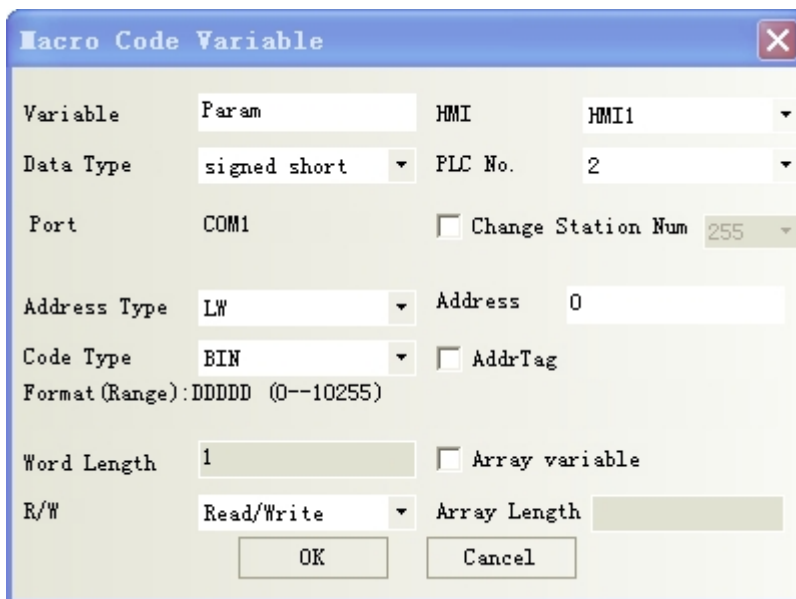 Macro Code Variable
Variable Param HMI HMI1
Data Type signed short PLC No. 2
Port COM1 Change Station Num 255
Address Type LW Address 0
Code Type BIN AddrTag
Format(Range):DDDDD (0--10255)
Word Length 1 Array variable
R/W Read/Write Array Length
OK Cancel